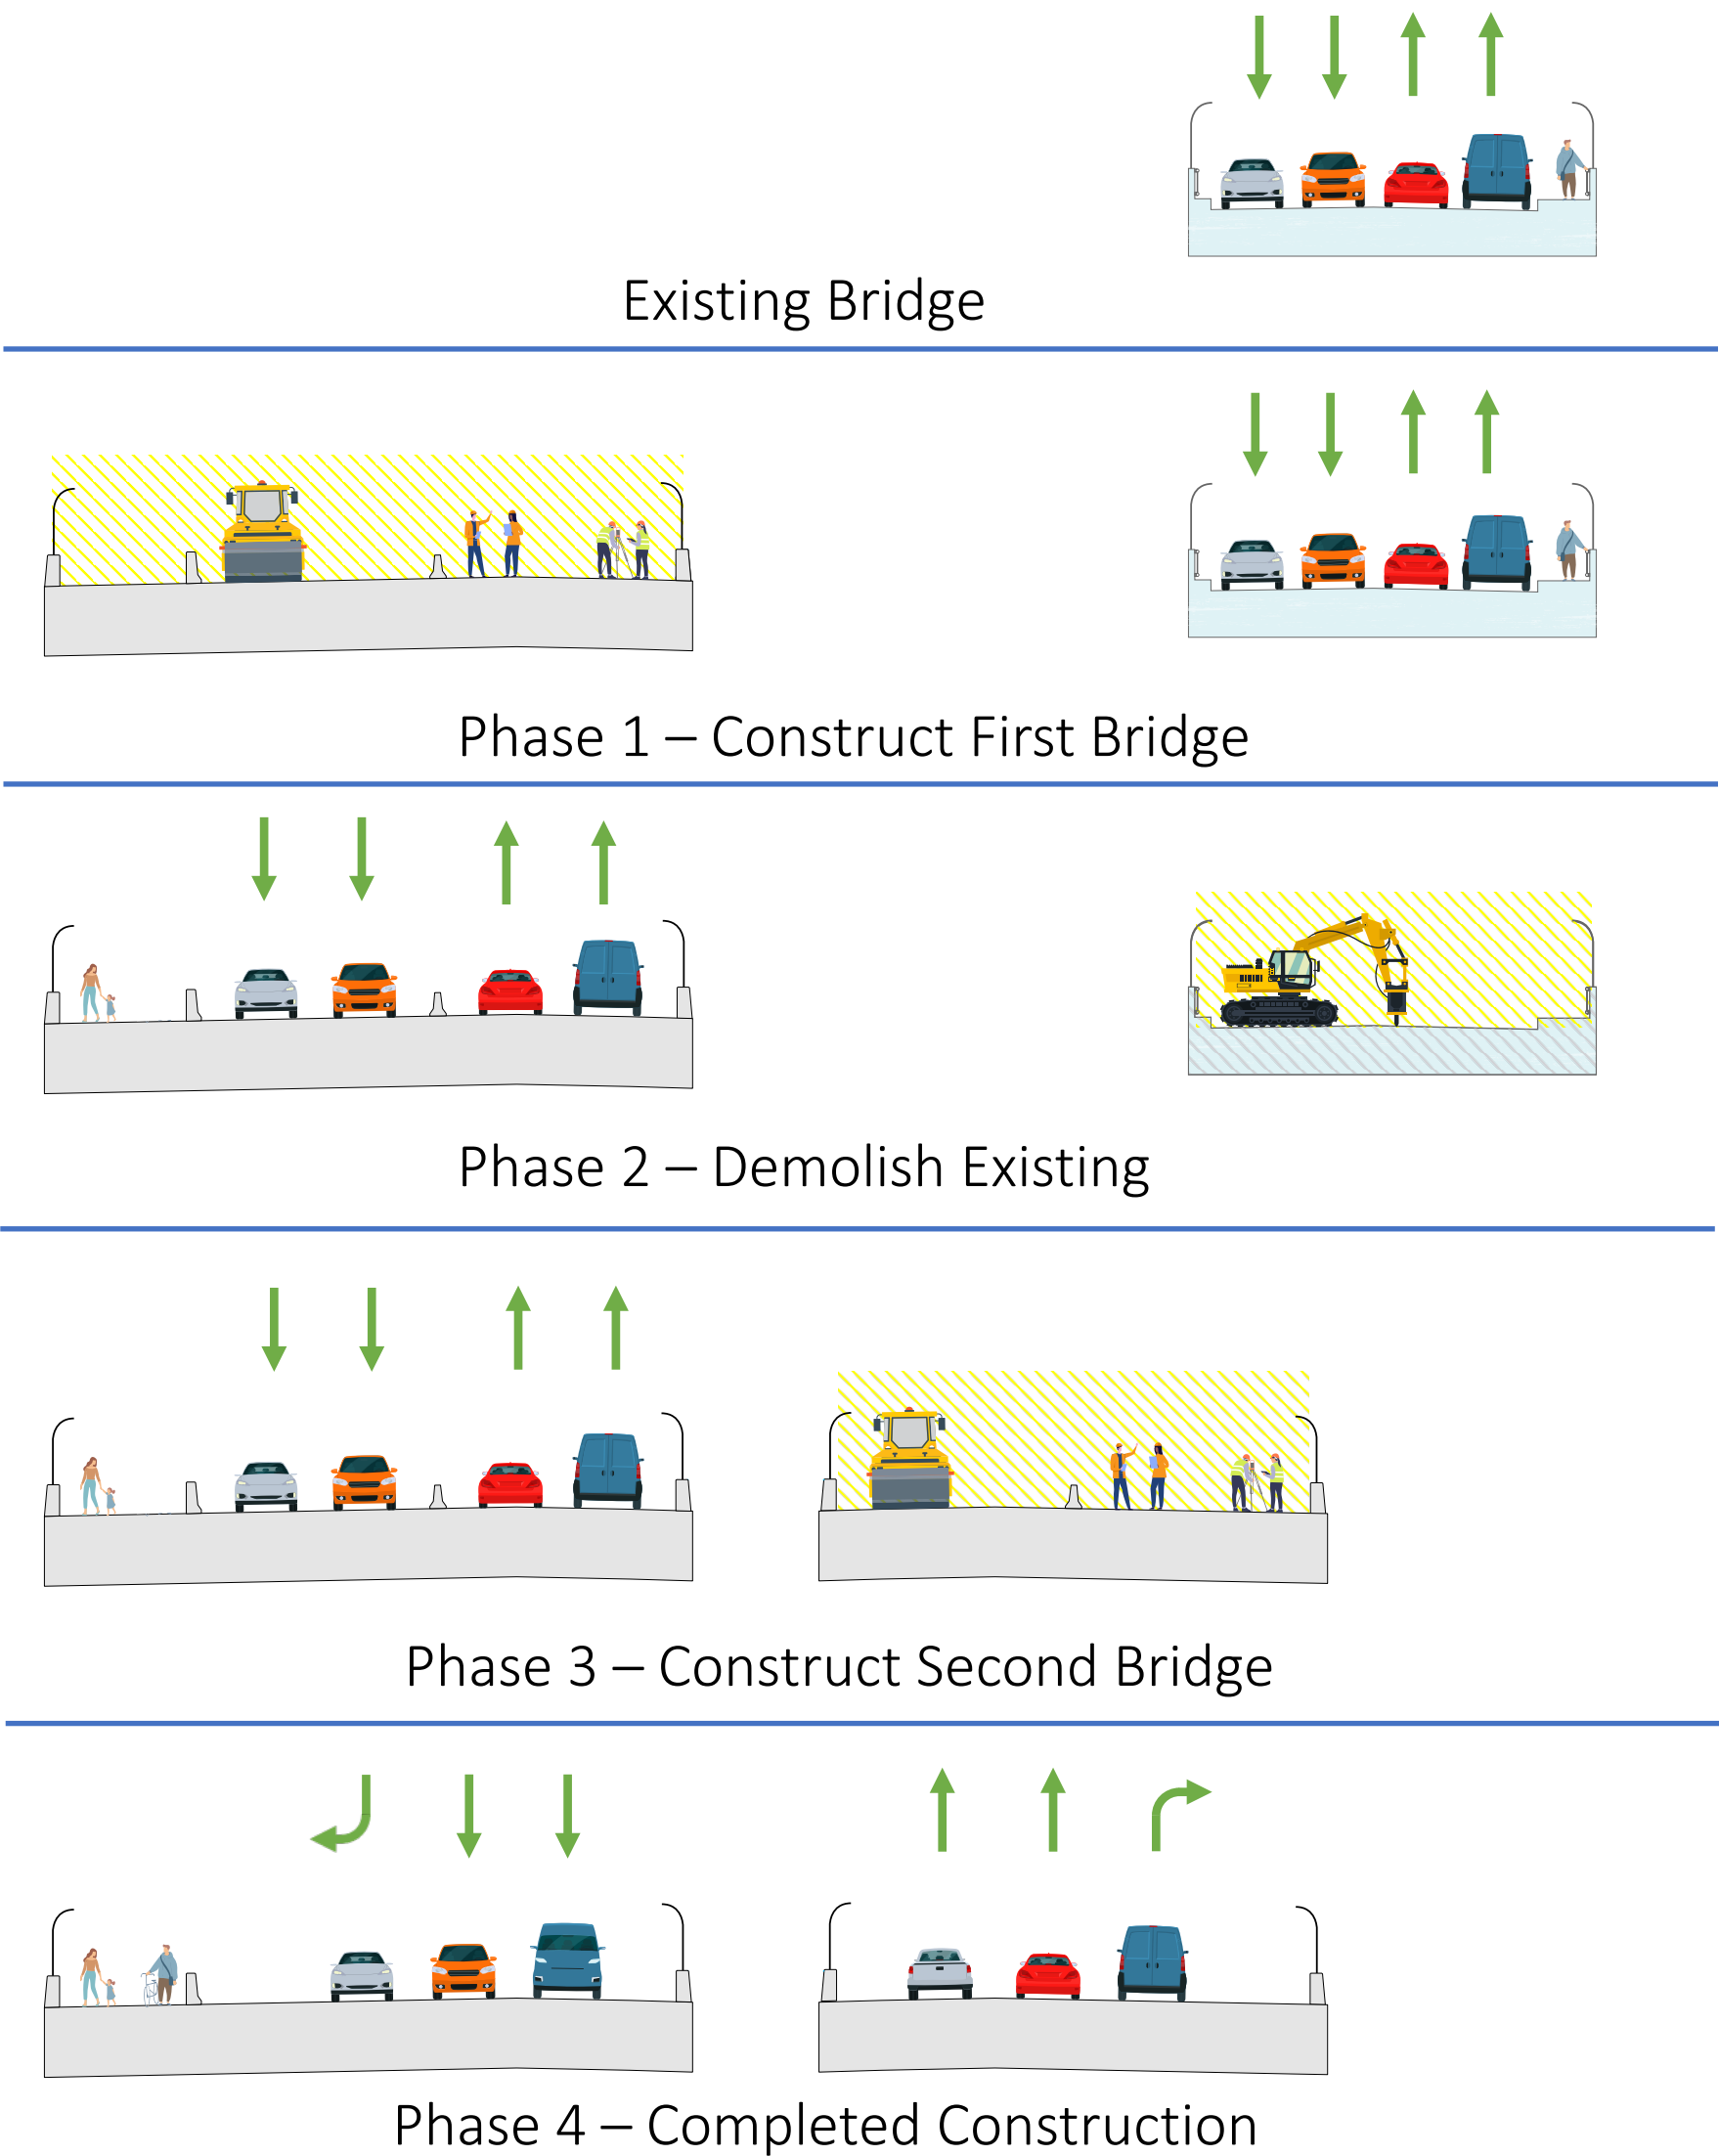 Existing Bridge
Phase 1 – Construct First Bridge
Phase 2 – Demolish Existing
Phase 3 – Construct Second Bridge
Phase 4 – Completed Construction